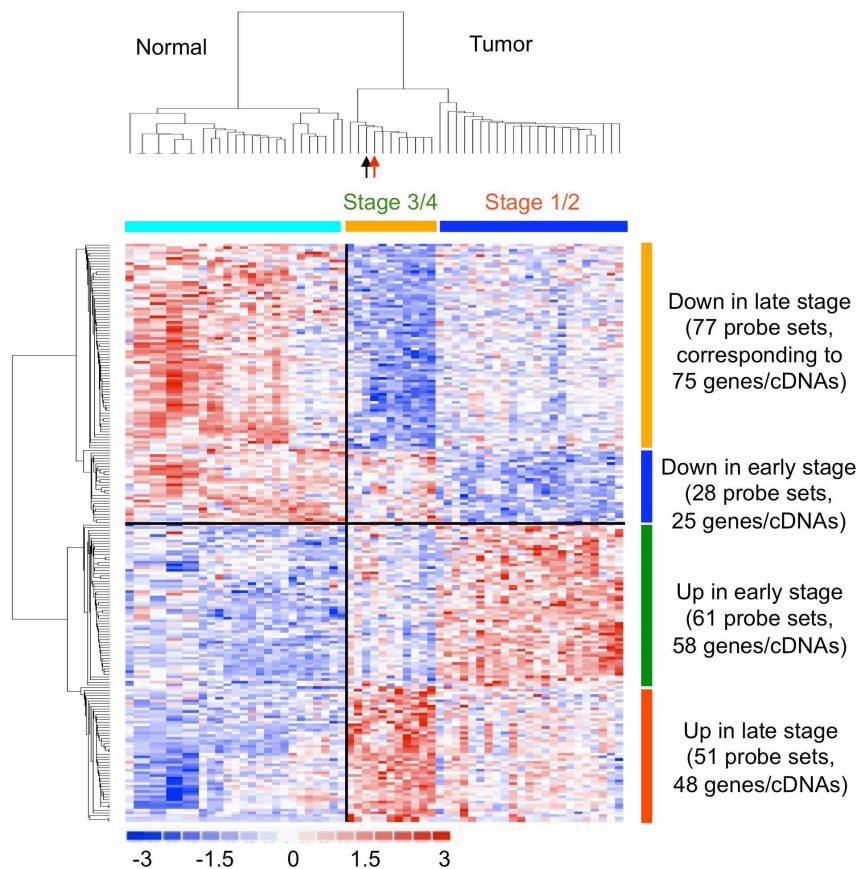 Normal
Tumor
Stage 3/4
Stage 1/2
Down in late stage
(77 probe sets,
corresponding to
75 genes/cDNAs)
Down in early stage
(28 probe sets,
25 genes/cDNAs)
Up in early stage
(61 probe sets,
58 genes/cDNAs)
Up in late stage
(51 probe sets,
48 genes/cDNAs)
-3 -1.5 0 1.5 3